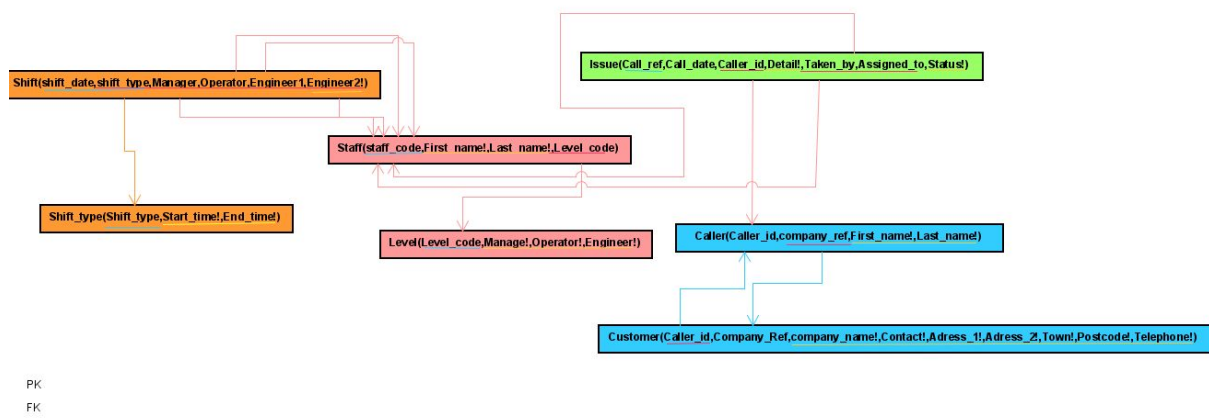 Issue(Call_ref,Call_date,Caller_id,Detail!,Taken_by,Assigned_to,Status!)
Shift(shift_date,shift_type,Manager,Operator,Engineer1,Engineer2!)
Staff(staff_code,First_name!,Last_name!,Level_code)
Shift_type(Shift_type,Start_time!,End_time!)
Level(Level_code,Manage!,Operator!,Engineer!)
Caller(Caller_id,company_ref,First_name!,Last_name!)
Customer(Caller_id,Company_Ref,company_name!,Contact!,Adress_1!,Adress_2!,Town!,Postcode!,Telephone!)
PK
FK